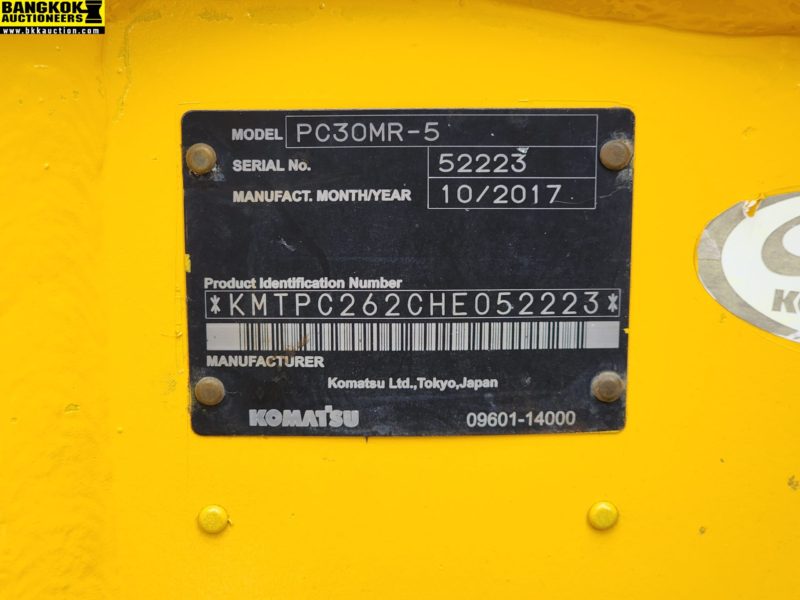 BANGKOK
AUCTIONEERS
www.bkkauction.com
MODEL PC30MR-5
SERIAL No. 52223
MANUFACT. MONTH/YEAR 10/2017
Product Identification Number
*KMTPC262CHE052223*
MANUFACTURER
Komatsu Ltd.,Tokyo,Japan
KOMATSU 09601-14000